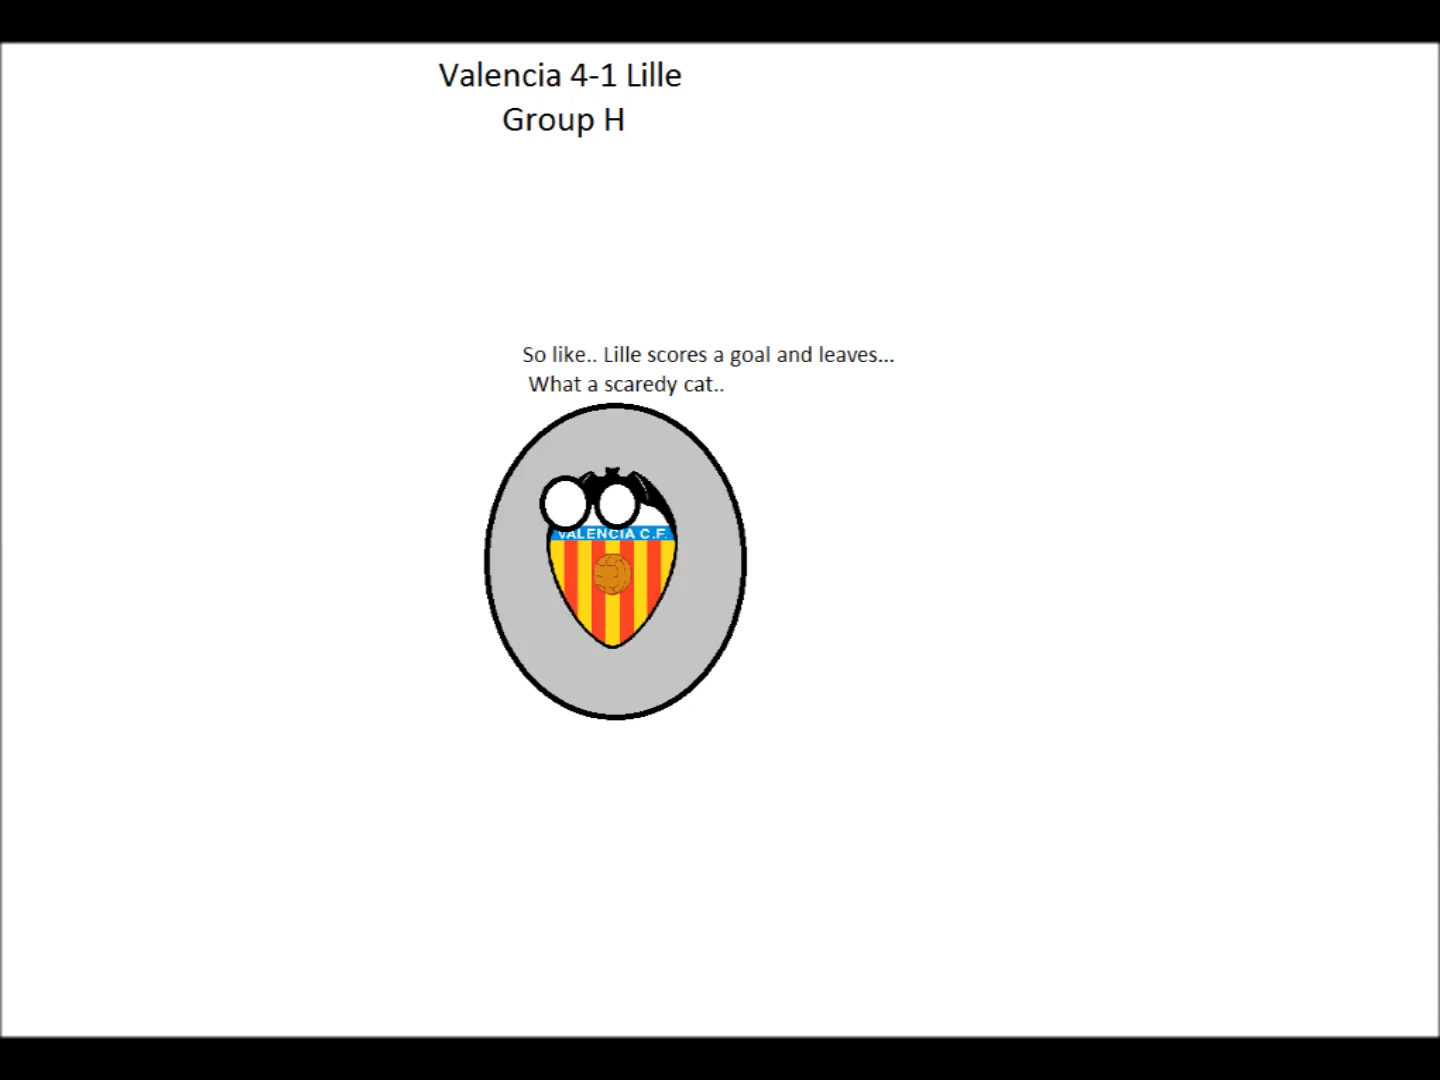 Valencia 4-1 Lille
Group H
So like.. Lille scores a goal and leaves...
What a scaredy cat..
VALENCIA C.F.